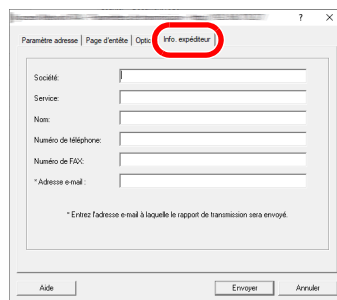 ?
Paramètre adresse | Page d'entête | Optio Info. expéditeur
Société:
Service:
Nom:
Numéro de téléphone:
Numéro de FAX:
* Adresse e-mail :
* Entrez l'adresse e-mail à laquelle le rapport de transmission sera envoyé.
Aide Envoyer Annuler